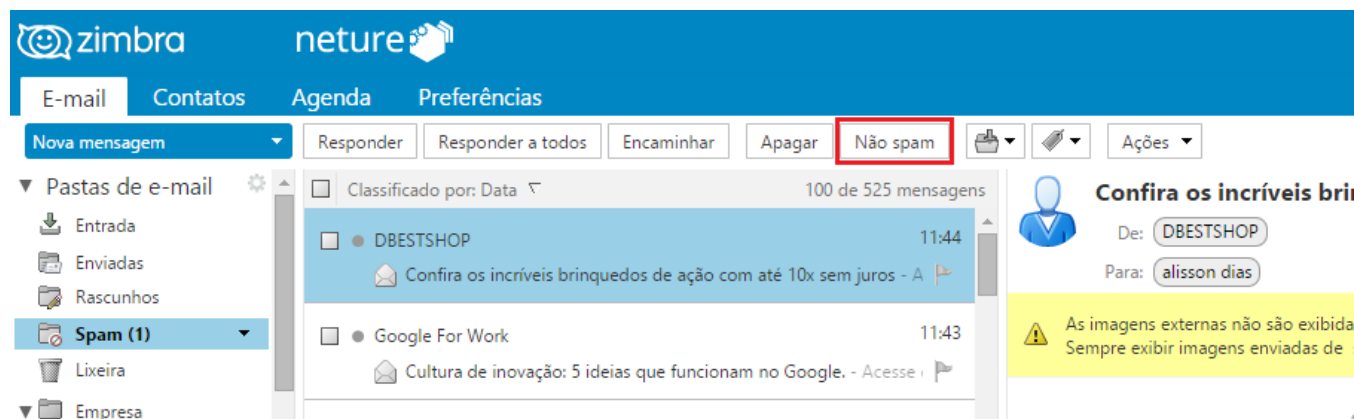 zimbra neture
E-mail Contatos Agenda Preferências
Nova mensagem Responder Responder a todos Encaminhar Apagar Não spam Ações
Pastas de e-mail
Entrada
Enviadas
Rascunhos
Spam (1)
Lixeira
Empresa
Classificado por: Data 100 de 525 mensagens
DBESTSHOP 11:44
Confira os incríveis brinquedos de ação com até 10x sem juros - A
Google For Work 11:43
Cultura de inovação: 5 ideias que funcionam no Google. - Acesse
Confira os incríveis brin
De: DBESTSHOP
Para: alisson dias
As imagens externas não são exibida
Sempre exibir imagens enviadas de